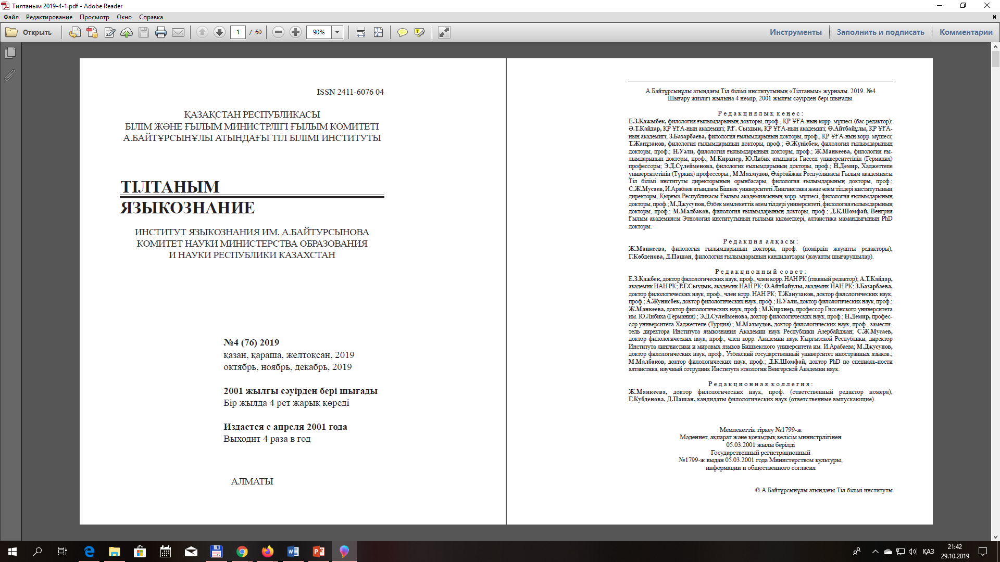 Тилтаным 2019-4-1.pdf - Adobe Reader
Файл Редактирование Просмотр Окно Справка
Открыть 1 / 60 90% Инструменты Заполнить и подписать Комментарии
ISSN 2411-6076 04
ҚАЗАҚСТАН РЕСПУБЛИКАСЫ
БІЛІМ ЖӘНЕ ҒЫЛЫМ МИНИСТРЛІГІ ҒЫЛЫМ КОМИТЕТІ
А.БАЙТҰРСЫНҰЛЫ АТЫНДАҒЫ ТІЛ БІЛІМІ ИНСТИТУТЫ
ТІЛТАНЫМ
ЯЗЫКОЗНАНИЕ
ИНСТИТУТ ЯЗЫКОЗНАНИЯ ИМ. А.БАЙТУРСЫНОВА
КОМИТЕТ НАУКИ МИНИСТЕРСТВА ОБРАЗОВАНИЯ
И НАУКИ РЕСПУБЛИКИ КАЗАХСТАН
№4 (76) 2019
қазан, қараша, желтоқсан, 2019
октябрь, ноябрь, декабрь, 2019
2001 жылғы сәуірден бері шығады
Бір жылда 4 рет жарық көреді
Издается с апреля 2001 года
Выходит 4 раза в год
АЛМАТЫ
А.Байтұрсынұлы атындағы Тіл білімі институтының «Тілтаным» журналы. 2019. №4
Шығару жиілігі жылына 4 нөмір, 2001 жылғы сәуірден бері шығады.
Редакциялық кеңес:
Е.З.Қажыбек, филология ғылымдарының докторы, проф., ҚР ҰҒА-ның корр. мүшесі (бас редактор);
Ә.Т.Қайдар, ҚР ҰҒА-ның академигі; Р.Ғ. Сыздық, ҚР ҰҒА-ның академигі; Ө.Айтбайұлы, ҚР ҰҒА-
ның академигі; З.Базарбаева, филология ғылымдарының докторы, проф., ҚР ҰҒА-ның корр. мүшесі;
Т.Жанұзақов, филология ғылымдарының докторы, проф.; Ә.Жүнісбек, филология ғылымдарының
докторы, проф.; Н.Уәли, филология ғылымдарының докторы, проф.; Ж.Манкеева, филология ғы-
лымдарының докторы, проф.; М.Кирхнер, Ю.Либих атындағы Гиссен университетінің (Германия)
профессоры; Э.Д.Сүлейменова, филология ғылымдарының докторы, проф.; Н.Демир, Хаджеттепе
университетінің (Түркия) профессоры.; М.Махмудов, Әзірбайжан Республикасы Ғылым академиясы
Тіл білімі институты директорының орынбасары, филология ғылымдарының докторы, проф.;
С.Ж.Мусаев, И.Арабаев атындағы Бішкек университеті Лингвистика және әлем тілдері институтының
директоры, Қырғыз Республикасы Ғылым академиясының корр. мүшесі, филология ғылымдарының
докторы, проф.; М.Джусупов, Өзбек мемлекеттік әлем тілдері университеті, филология ғылымдарының
докторы, проф.; М.Малбақов, филология ғылымдарының докторы, проф.; Д.Қ.Шомфай, Венгрия
Ғылым академиясы Этнология институтының ғылыми қызметкері, алтаистика мамандығының PhD
докторы.
Редакция алқасы:
Ж.Манкеева, филология ғылымдарының докторы, проф. (нөмірдің жауапты редакторы),
Г.Көбденова, Д.Пашан, филология ғылымдарының кандидаттары (жауапты шығарушылар).
Редакционный совет:
Е.З.Қажбек, доктор филологических наук, проф., член корр. НАН РК (главный редактор); А.Т.Кайдар,
академик НАН РК; Р.Г.Сыздык, академик НАН РК; О.Айтбайулы, академик НАН РК; З.Базарбаева,
доктор филологических наук, проф., член корр. НАН РК; Т.Жанузаков, доктор филологических наук,
проф.; А.Жунисбек, доктор филологических наук, проф.; Н.Уали, доктор филологических наук, проф.;
Ж.Манкеева, доктор филологических наук, проф.; М.Кирхнер, профессор Гиссенского университета
им. Ю.Либиха (Германия).; Э.Д.Сулейменова, доктор филологических наук, проф.; Н.Демир, профес-
сор университета Хаджеттепе (Турция).; М.Махмудов, доктор филологических наук, проф., замести-
тель директора Института языкознания Академии наук Республики Азербайджан; С.Ж.Мусаев,
доктор филологических наук, проф., член корр. Академии наук Кыргызской Республики, директор
Института лингвистики и мировых языков Бишкекского университета им. И.Арабаева; М.Джусупов,
доктор филологических наук, проф., Узбекский государственный университет иностранных языков.;
М.Малбаков, доктор филологических наук, проф.; Д.К.Шомфай, доктор PhD по специаль-ности
алтаистика, научный сотрудник Института этнологии Венгерской Академии наук.
Редакционная коллегия:
Ж.Манкеева, доктор филологических наук, проф. (ответственный редактор номера),
Г.Кубденова, Д.Пашан, кандидаты филологических наук (ответственные выпускающие).
Мемлекеттік тіркеу №1799-ж
Мәдениет, ақпарат және қоғамдық келісім министрлігінен
05.03.2001 жылы берілді
Государственный регистрационный
№1799-ж выдан 05.03.2001 года Министерством культуры,
информации и общественного согласия
© А.Байтұрсынұлы атындағы Тіл білімі институты
ҚАЗ
21:42
29.10.2019